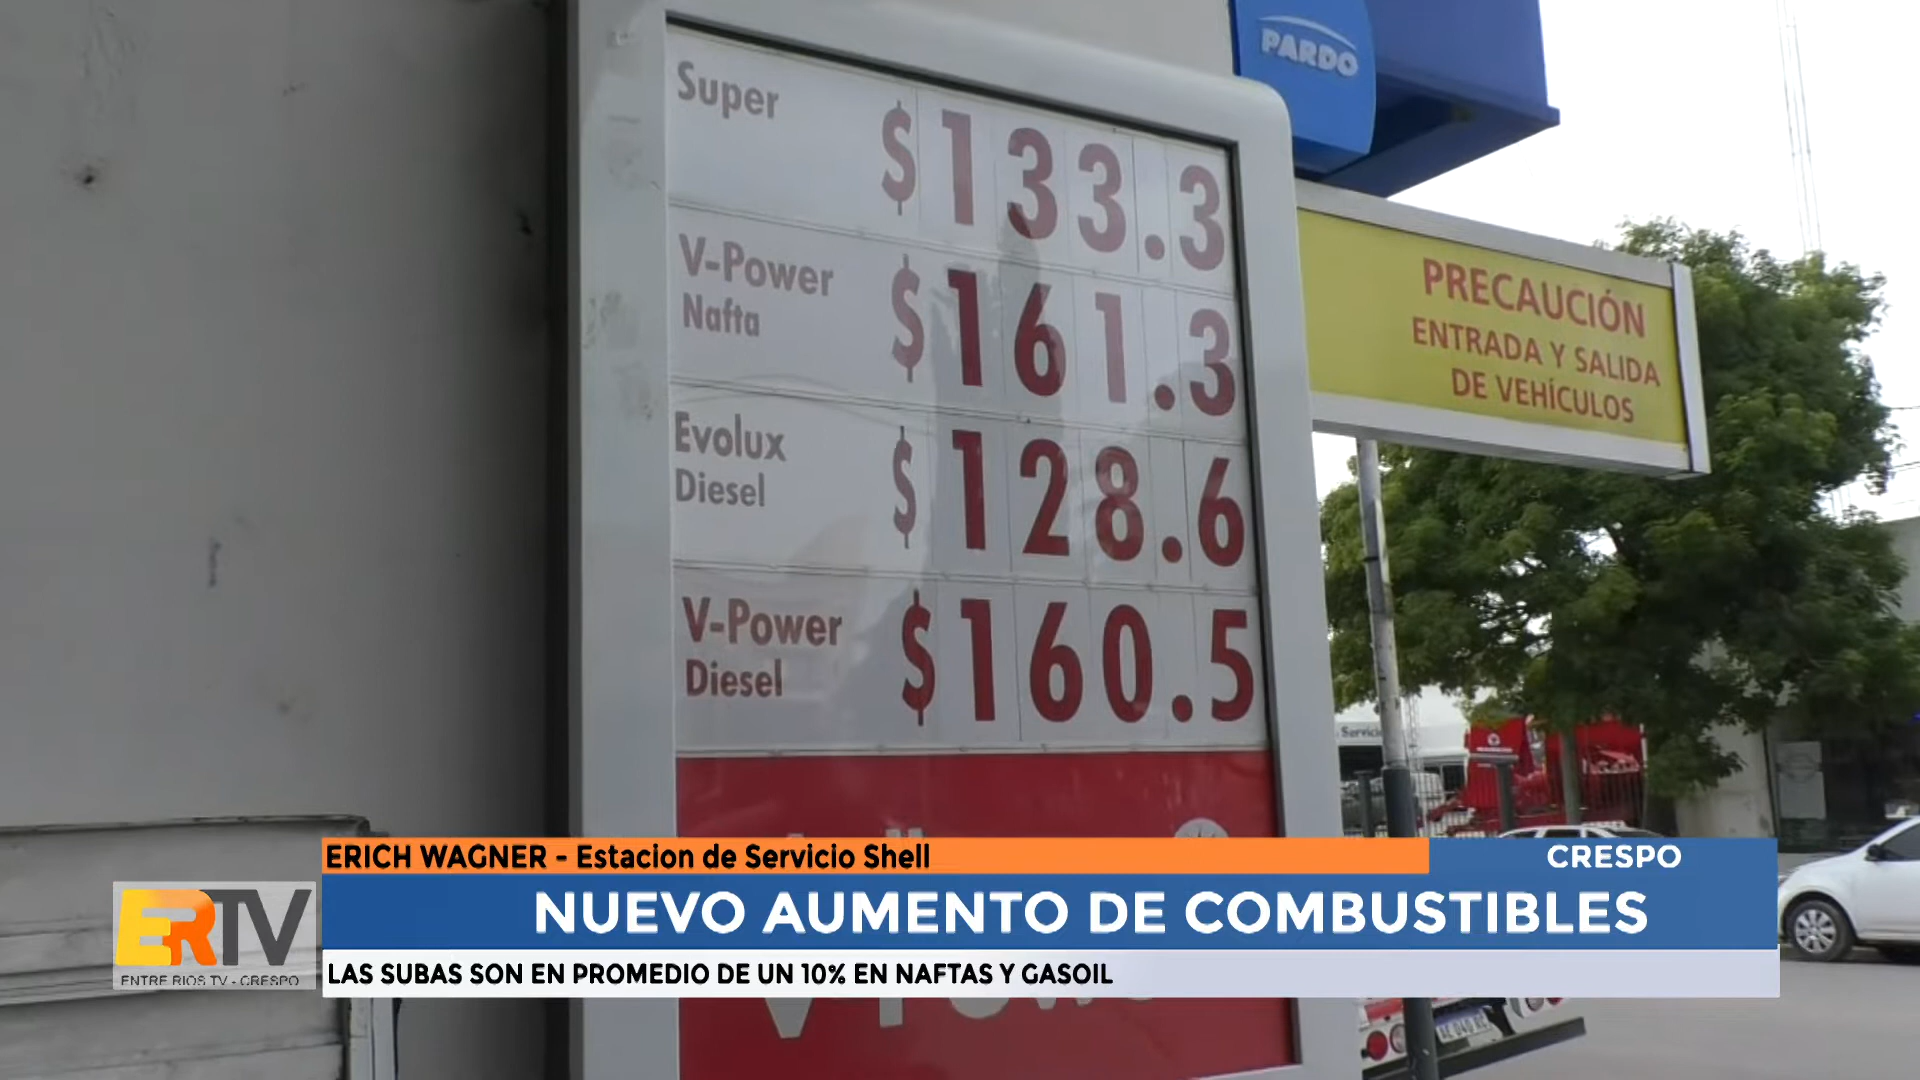 PARDO
Super
$133.3
V-Power
Nafta
$161.3
Evolux
Diesel
$128.6
V-Power
Diesel
$160.5
PRECAUCIÓN
ENTRADA Y SALIDA
DE VEHÍCULOS
Servicio
ERICH WAGNER - Estacion de Servicio Shell
CRESPO
NUEVO AUMENTO DE COMBUSTIBLES
ERTV
ENTRE RIOS TV - CRESPO
LAS SUBAS SON EN PROMEDIO DE UN 10% EN NAFTAS Y GASOIL